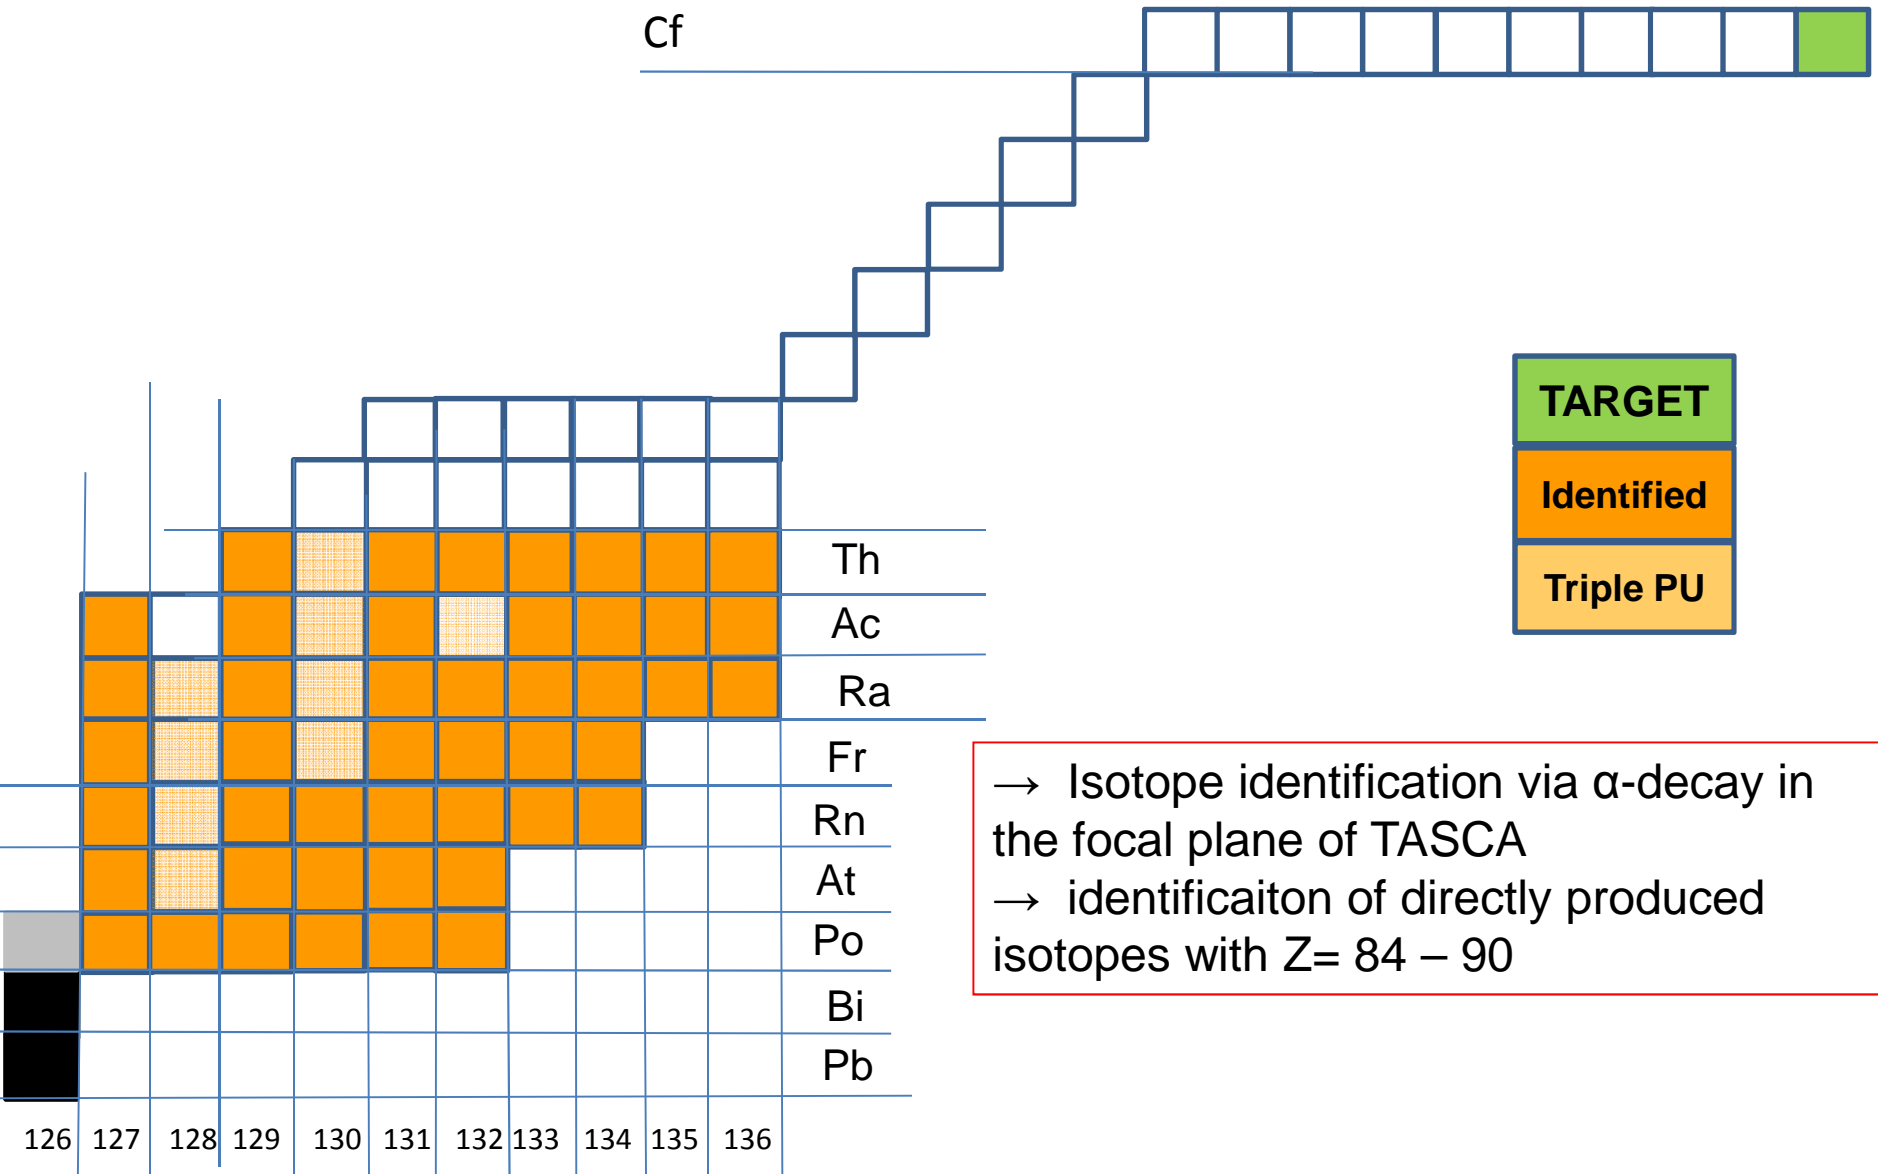 Cf
TARGET
Identified
Triple PU
Th
Ac
Ra
Fr
Rn
At
Po
Bi
Pb
→ Isotope identification via α-decay in
the focal plane of TASCA
→ identificaiton of directly produced
isotopes with Z= 84 – 90
126 127 128 129 130 131 132 133 134 135 136